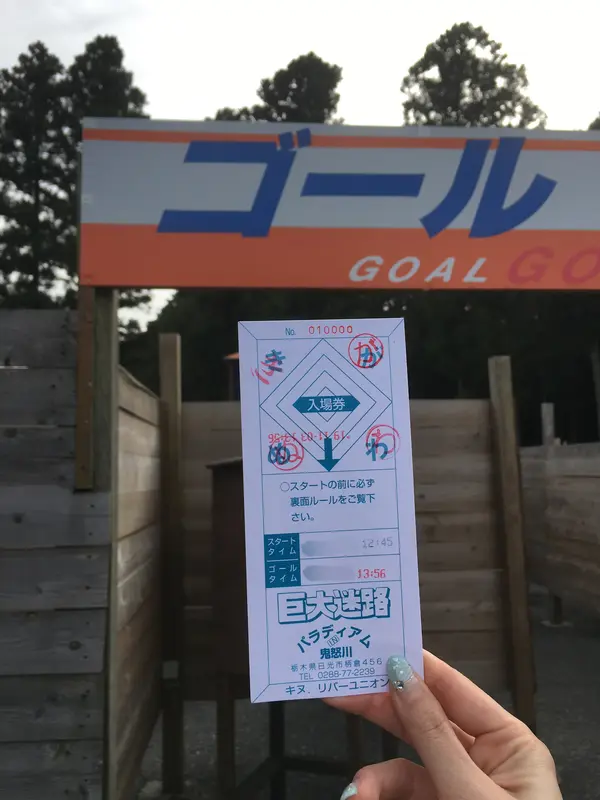 ゴール
GOAL GO
No. 010000
き が
入場券
ぬ わ
○スタートの前に必ず
裏面ルールをご覧下
さい。
スタート
タイム 12:45
ゴール
タイム 13:56
巨大迷路
パラディアム
IN
鬼怒川
栃木県日光市柄倉456
TEL 0288-77-2239
キヌ．リバーユニオン